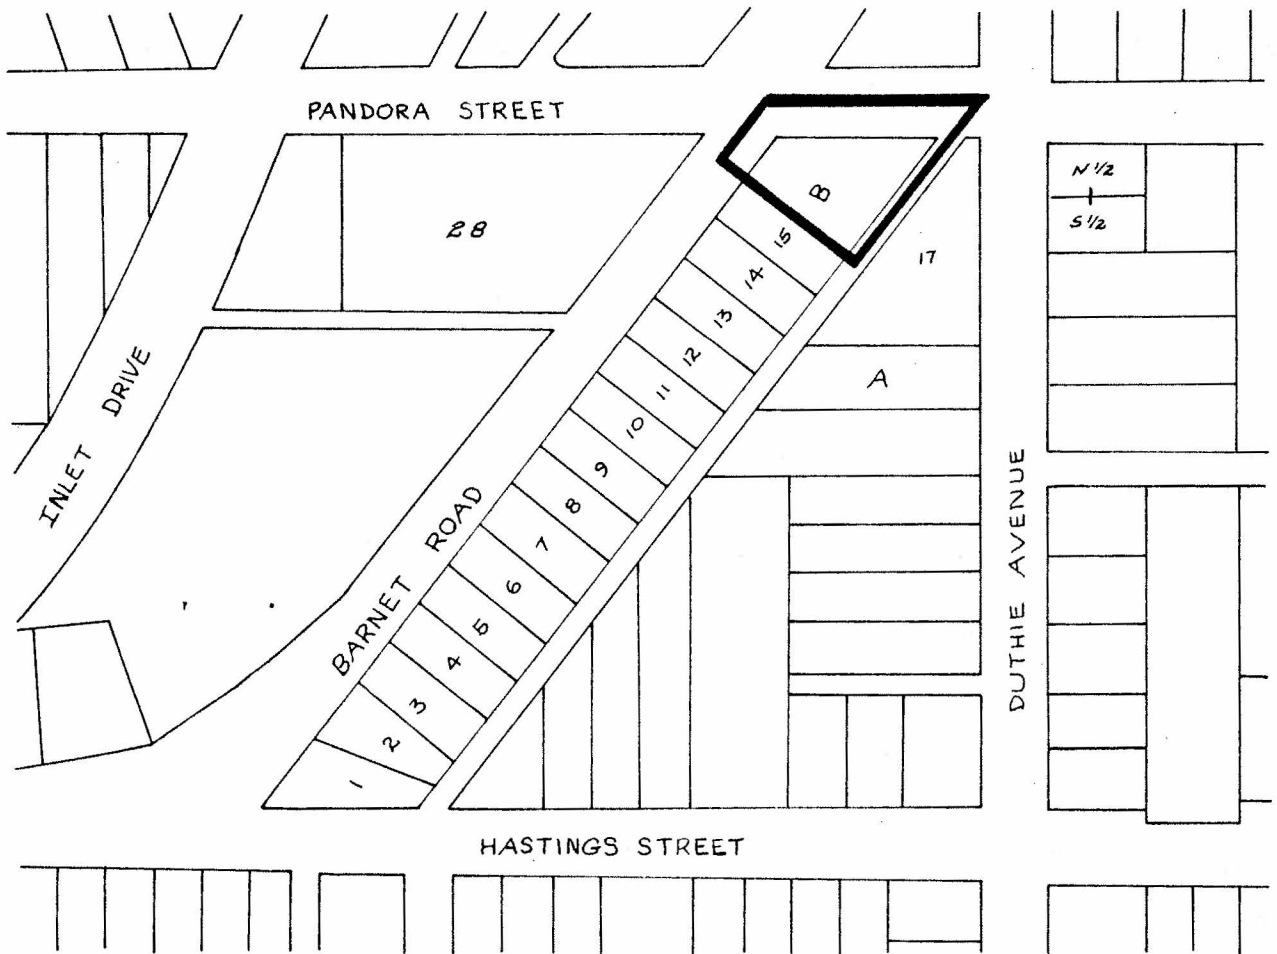 PANDORA STREET
N 1/2
S 1/2
B
28
15
17
14
13
12
A
11
10
9
8
7
6
5
4
3
2
1
INLET DRIVE
BARNET ROAD
DUTHIE AVENUE
HASTINGS STREET